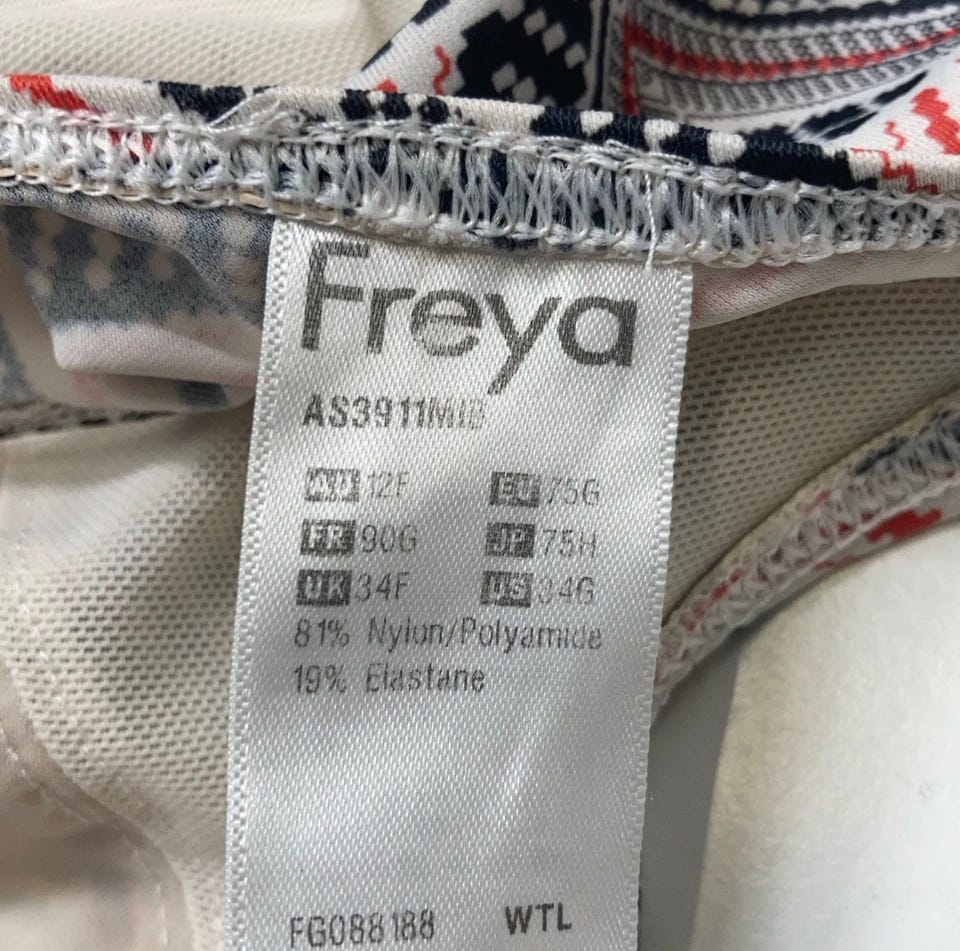 Freya
AS3911MIB
AU 12F EU 75G
FR 90G JP 75H
UK 34F US 34G
81% Nylon/Polyamide
19% Elastane
FG088188 WTL